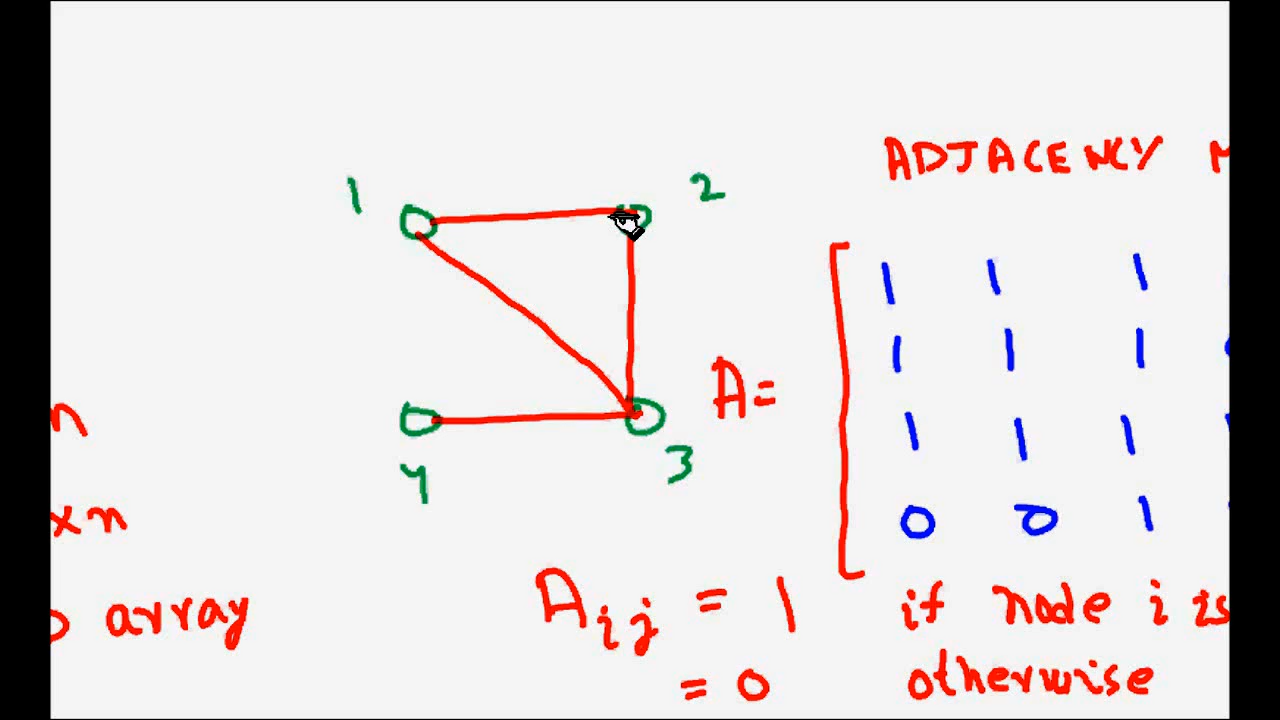 ADJACENCY M
1 2
1 1 1
1 1 1
A=
n
1 1 1
4 3
0 0 1
xn
array
Aij = 1 if node i is
= 0 otherwise